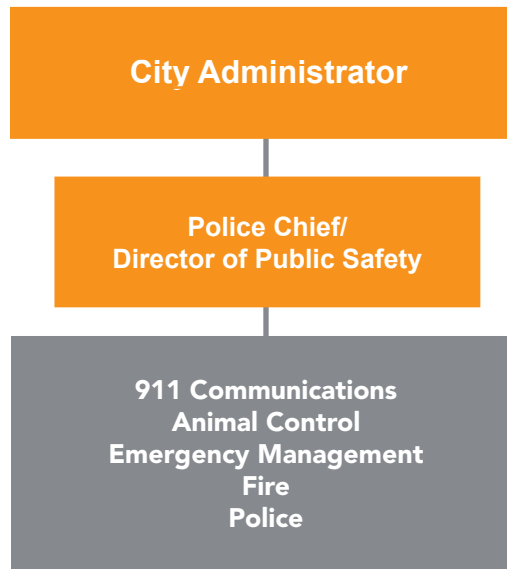 City Administrator
Police Chief/
Director of Public Safety
911 Communications
Animal Control
Emergency Management
Fire
Police